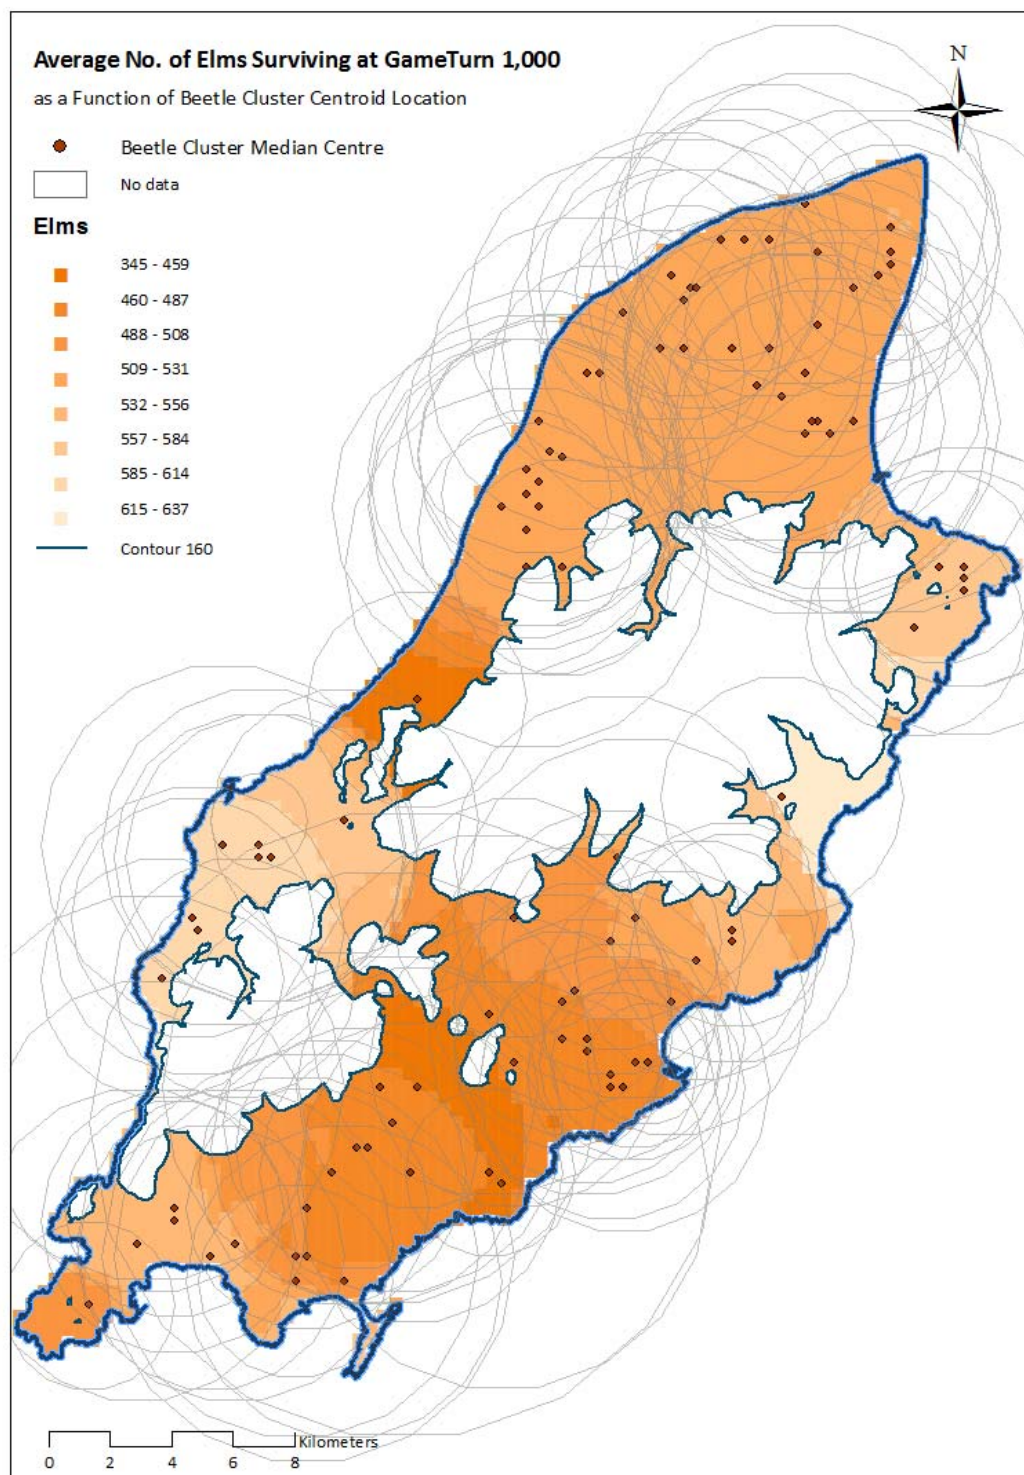 Average No. of Elms Surviving at GameTurn 1,000
as a Function of Beetle Cluster Centroid Location
N
Beetle Cluster Median Centre
No data
Elms
345 - 459
460 - 487
488 - 508
509 - 531
532 - 556
557 - 584
585 - 614
615 - 637
Contour 160
Kilometers
0 2 4 6 8